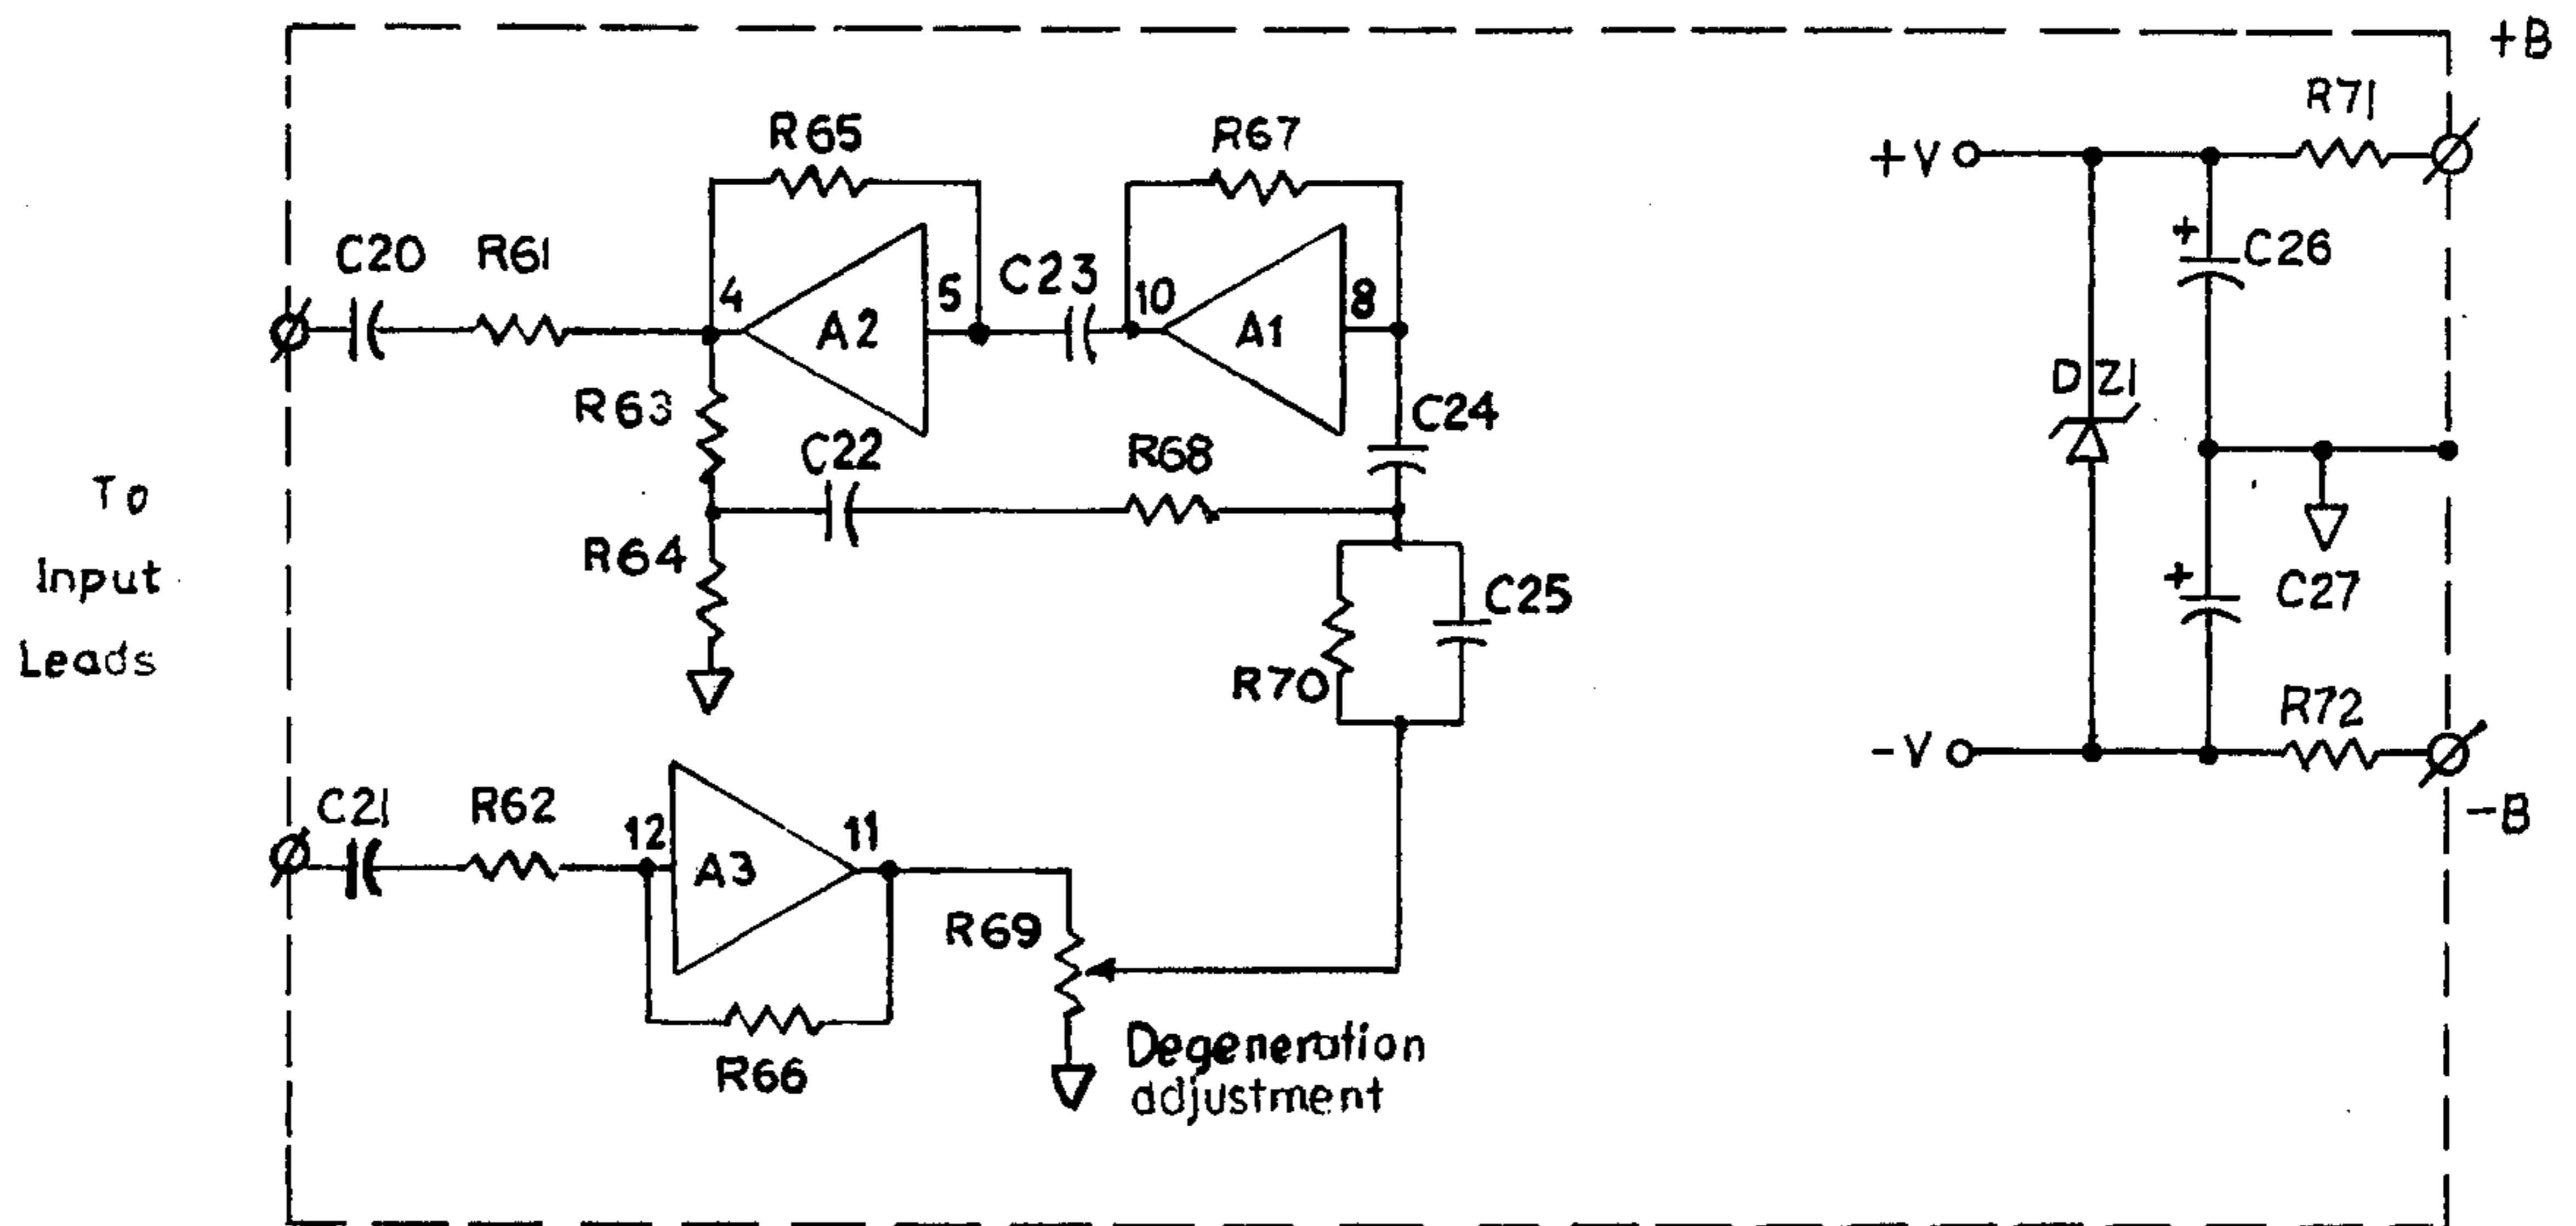 +B
R71
R65
R67
+V
C20
R61
4
A2
5
C23
10
A1
8
C26
R63
C22
R68
C24
DZ1
To
Input
Leads
R64
R70
C25
C27
R72
-V
-B
C21
R62
12
A3
11
R69
R66
Degeneration
adjustment
+
+